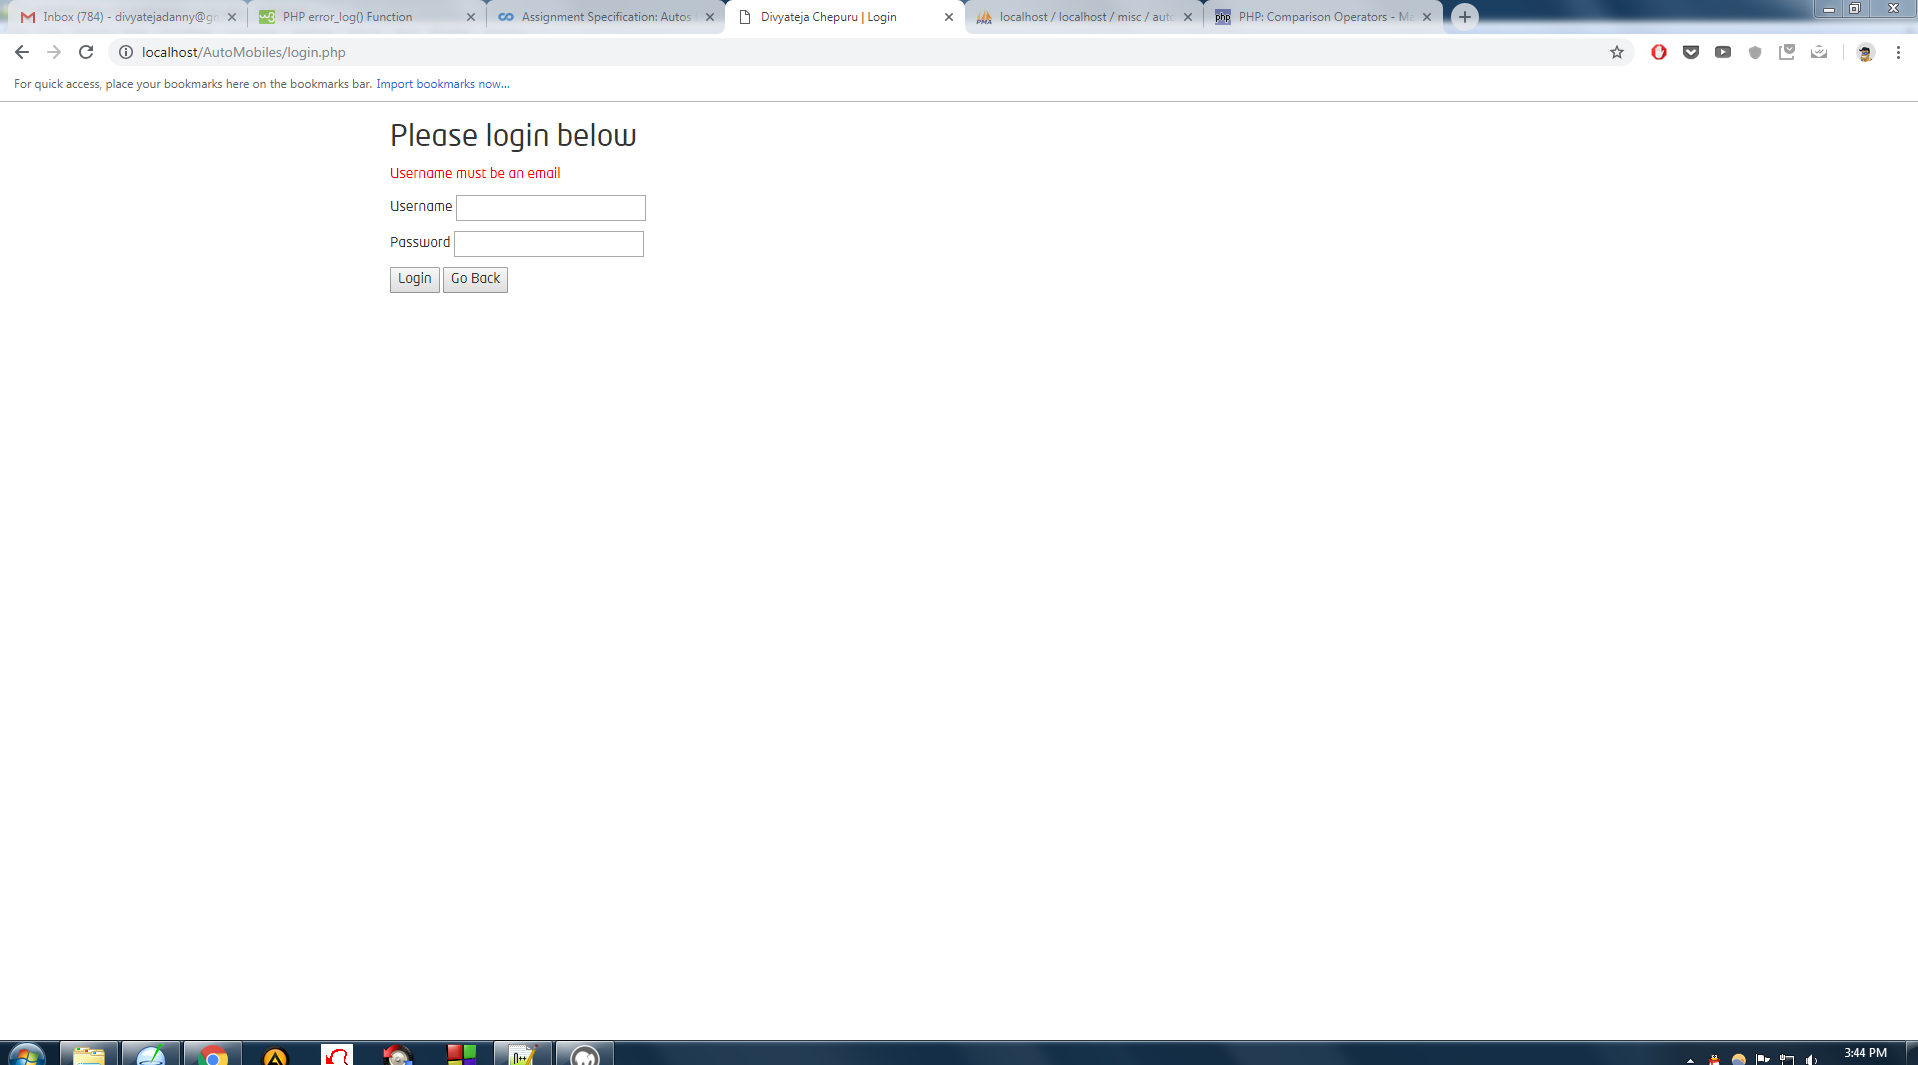 Inbox (784) - divyatejadanny@gr
PHP error_log() Function
Assignment Specification: Autos
Divyateja Chepuru | Login
localhost / localhost / misc / auto
PHP: Comparison Operators - Ma
localhost/AutoMobiles/login.php
For quick access, place your bookmarks here on the bookmarks bar. Import bookmarks now...
Please login below
Username must be an email
Username
Password
Login Go Back
3:44 PM